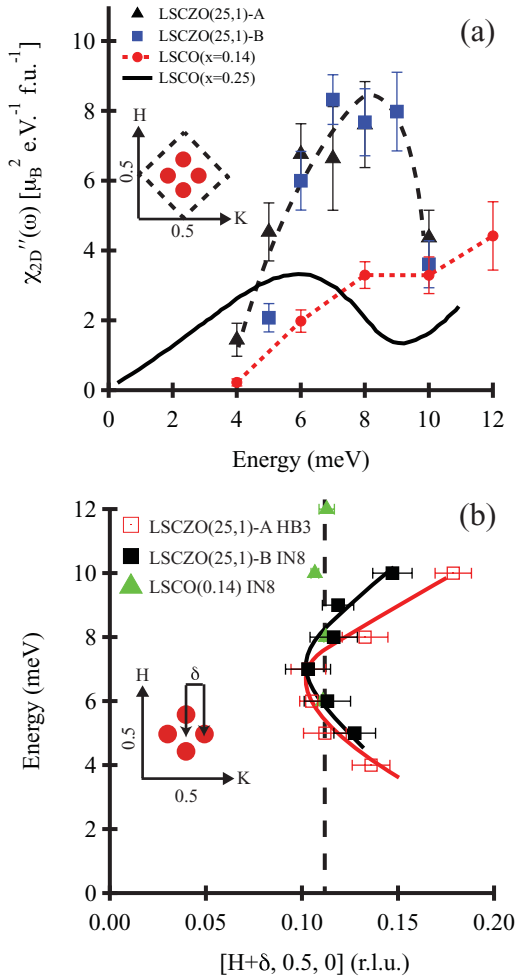 LSCZO(25,1)-A
LSCZO(25,1)-B
LSCO(x=0.14)
LSCO(x=0.25)
(a)
χ2D''(ω) [μB² e.V.⁻¹ f.u.⁻¹]
10
8
6
4
2
0
H
0.5
0.5
K
0
2
4
6
8
10
12
Energy (meV)
(b)
LSCZO(25,1)-A HB3
LSCZO(25,1)-B IN8
LSCO(0.14) IN8
Energy (meV)
12
10
8
6
4
2
0
H
δ
0.5
0.5
K
0.00
0.05
0.10
0.15
0.20
[H+δ, 0.5, 0] (r.l.u.)